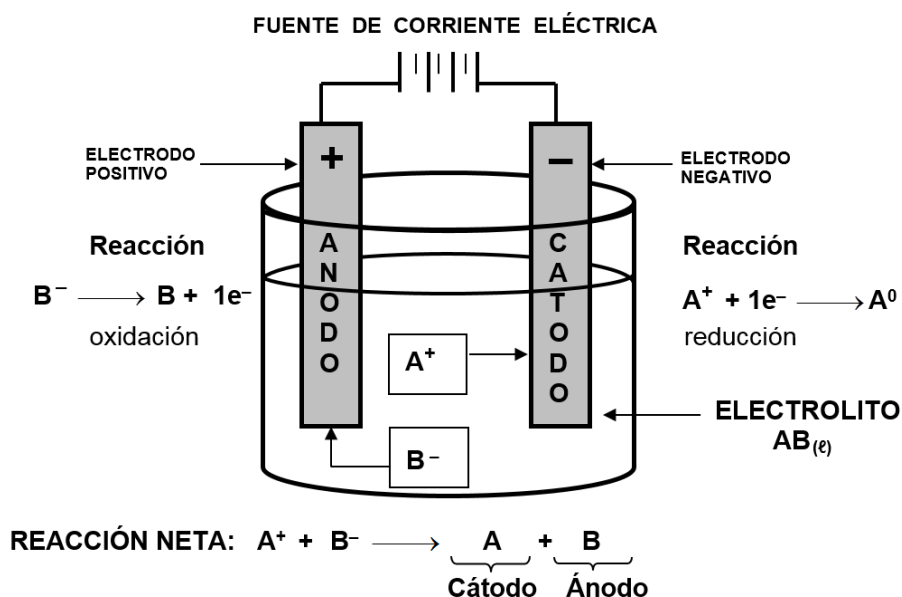 FUENTE DE CORRIENTE ELÉCTRICA
ELECTRODO
POSITIVO
+
–
ELECTRODO
NEGATIVO
Reacción
B⁻ ⟶ B + 1e⁻
oxidación
A
N
O
D
O
C
A
T
O
D
O
Reacción
A⁺ + 1e⁻ ⟶ A⁰
reducción
A⁺
B⁻
ELECTROLITO
AB(ℓ)
REACCIÓN NETA: A⁺ + B⁻ ⟶ A + B
Cátodo Ánodo